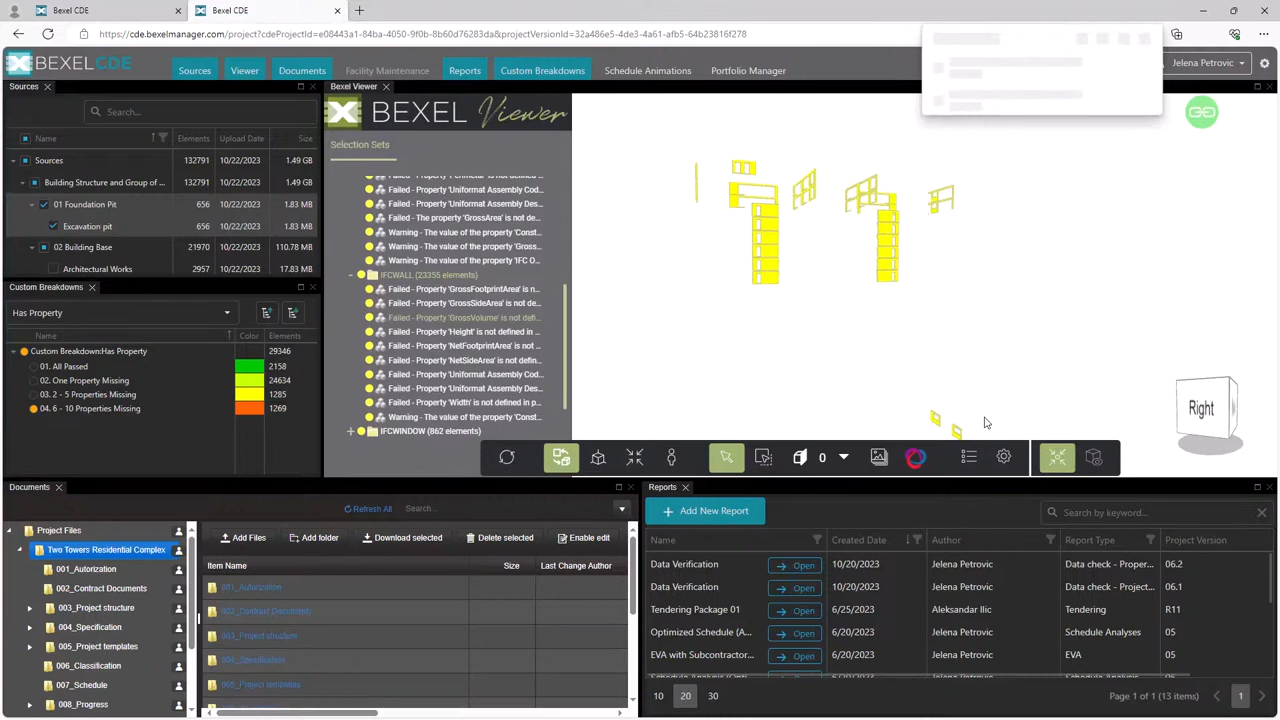 Bexel CDE
Bexel CDE
https://cde.bexelmanager.com/project?cdeProjectId=e08443a1-84ba-4050-9f0b-8b60d76283da&projectVersionId=32a486e5-4de3-4a61-afb5-64b23816f278
BEXELCDE
Sources
Viewer
Documents
Facility Maintenance
Reports
Custom Breakdowns
Schedule Animations
Portfolio Manager
Jelena Petrovic
Sources
Search...
Name Elements Upload Date Size
Sources 132791 10/22/2023 1.49 GB
Building Structure and Group of ... 132791 10/22/2023 1.49 GB
656 10/22/2023 1.83 MB
Excavation pit 656 10/22/2023 1.83 MB
02 Building Base 21970 10/22/2023 110.78 MB
Architectural Works 2957 10/22/2023 17.83 MB
Custom Breakdowns
Has Property
Name Color Elements
Custom Breakdown:Has Property 29346
01. All Passed 2158
02. One Property Missing 24634
03. 2 - 5 Properties Missing 1285
04. 6 - 10 Properties Missing 1269
Bexel Viewer
BEXEL Viewer
Selection Sets
Failed - Property 'Perimeter' is not defined in ...
Failed - Property 'Uniformat Assembly Cod...
Failed - Property 'Uniformat Assembly Des...
Failed - The property 'GrossArea' is not de...
Warning - The value of the property 'Const...
Warning - The value of the property 'Gross...
Warning - The value of the property 'IFC O...
IFCWALL (23355 elements)
Failed - Property 'GrossFootprintArea' is n...
Failed - Property 'GrossSideArea' is not def...
Failed - Property 'GrossVolume' is not defi...
Failed - Property 'Height' is not defined in ...
Failed - Property 'NetFootprintArea' is not ...
Failed - Property 'NetSideArea' is not defin...
Failed - Property 'Uniformat Assembly Cod...
Failed - Property 'Uniformat Assembly Des...
Failed - Property 'Width' is not defined in p...
Warning - The value of the property 'Const...
IFCWINDOW (862 elements)
Right
0
Documents
Refresh All
Search...
Project Files
Two Towers Residential Complex
001_Autorization
002_Contract Documents
003_Project structure
005_Project templates
006_Classification
007_Schedule
008_Progress
Add Files
Add folder
Download selected
Delete selected
Enable edit
Item Name Size Last Change Author
001_Autorization
002_Contract Documents
003_Project structure
004_Specification
005_Project templates
Reports
Add New Report
Search by keyword...
Name Created Date Author Report Type Project Version
Data Verification Open 10/20/2023 Jelena Petrovic Data check - Proper... 06.2
Data Verification Open 10/20/2023 Jelena Petrovic Data check - Project... 06.1
Tendering Package 01 Open 6/25/2023 Aleksandar Ilic Tendering R11
Optimized Schedule (A... Open 6/20/2023 Jelena Petrovic Schedule Analyses 05
EVA with Subcontractor... Open 6/20/2023 Jelena Petrovic EVA 05
10 20 30
Page 1 of 1 (13 items)
1